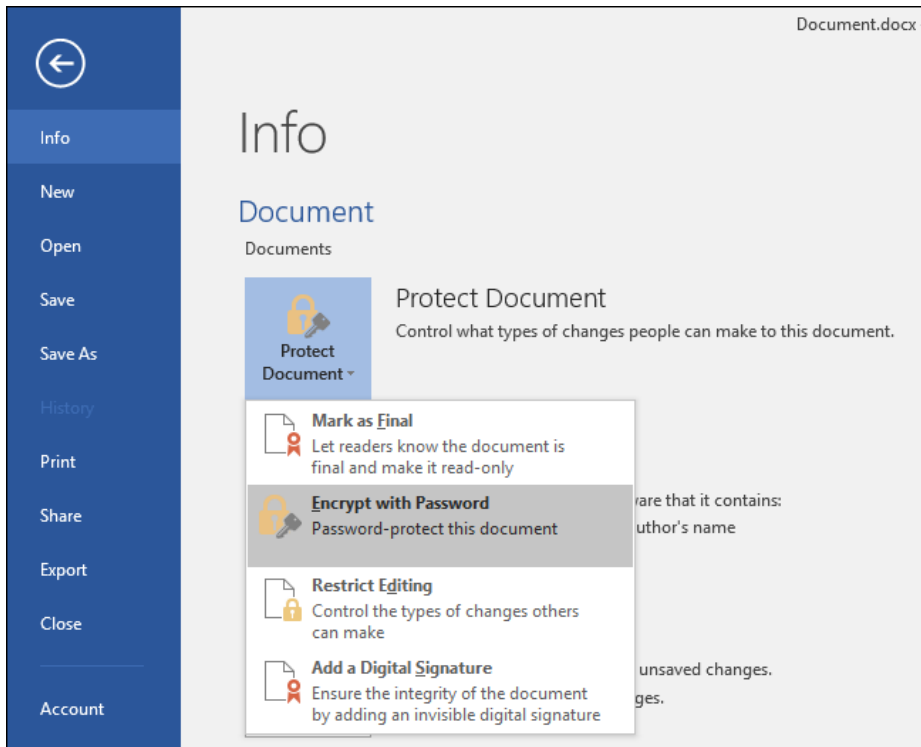 Document.docx
Info
New
Open
Save
Save As
History
Print
Share
Export
Close
Account
Info
Document
Documents
Protect
Document
Protect Document
Control what types of changes people can make to this document.
Mark as Final
Let readers know the document is
final and make it read-only
Encrypt with Password
Password-protect this document
Restrict Editing
Control the types of changes others
can make
Add a Digital Signature
Ensure the integrity of the document
by adding an invisible digital signature
that it contains:
name
unsaved changes.